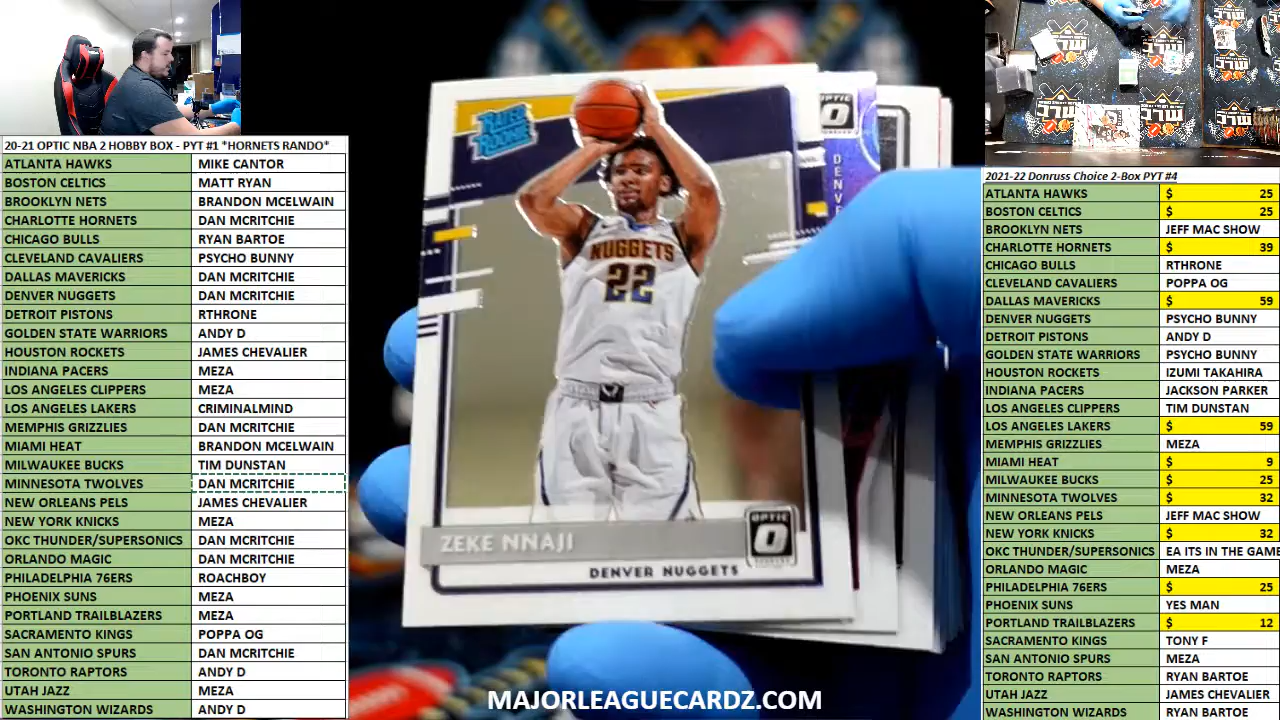 20-21 OPTIC NBA 2 HOBBY BOX - PYT #1 *HORNETS RANDO*
ATLANTA HAWKS MIKE CANTOR
BOSTON CELTICS MATT RYAN
BROOKLYN NETS BRANDON MCELWAIN
CHARLOTTE HORNETS DAN MCRITCHIE
CHICAGO BULLS RYAN BARTOE
CLEVELAND CAVALIERS PSYCHO BUNNY
DALLAS MAVERICKS DAN MCRITCHIE
DENVER NUGGETS DAN MCRITCHIE
DETROIT PISTONS RTHRONE
GOLDEN STATE WARRIORS ANDY D
HOUSTON ROCKETS JAMES CHEVALIER
INDIANA PACERS MEZA
LOS ANGELES CLIPPERS MEZA
LOS ANGELES LAKERS CRIMINALMIND
MEMPHIS GRIZZLIES DAN MCRITCHIE
MIAMI HEAT BRANDON MCELWAIN
MILWAUKEE BUCKS TIM DUNSTAN
MINNESOTA TWOLVES DAN MCRITCHIE
NEW ORLEANS PELS JAMES CHEVALIER
NEW YORK KNICKS MEZA
OKC THUNDER/SUPERSONICS DAN MCRITCHIE
ORLANDO MAGIC DAN MCRITCHIE
PHILADELPHIA 76ERS ROACHBOY
PHOENIX SUNS MEZA
PORTLAND TRAILBLAZERS MEZA
SACRAMENTO KINGS POPPA OG
SAN ANTONIO SPURS DAN MCRITCHIE
TORONTO RAPTORS ANDY D
UTAH JAZZ MEZA
WASHINGTON WIZARDS ANDY D
RATED
ROOKIE
NUGGETS
22
ZEKE NNAJI
OPTIC
DENVER NUGGETS
OPTIC
DENVE
MAJORLEAGUECARDZ.COM
2021-22 Donruss Choice 2-Box PYT #4
ATLANTA HAWKS $ 25
BOSTON CELTICS $ 25
BROOKLYN NETS JEFF MAC SHOW
CHARLOTTE HORNETS $ 39
CHICAGO BULLS RTHRONE
CLEVELAND CAVALIERS POPPA OG
DALLAS MAVERICKS $ 59
DENVER NUGGETS PSYCHO BUNNY
DETROIT PISTONS ANDY D
GOLDEN STATE WARRIORS PSYCHO BUNNY
HOUSTON ROCKETS IZUMI TAKAHIRA
INDIANA PACERS JACKSON PARKER
LOS ANGELES CLIPPERS TIM DUNSTAN
LOS ANGELES LAKERS $ 59
MEMPHIS GRIZZLIES MEZA
MIAMI HEAT $ 9
MILWAUKEE BUCKS $ 25
MINNESOTA TWOLVES $ 32
NEW ORLEANS PELS JEFF MAC SHOW
NEW YORK KNICKS $ 32
OKC THUNDER/SUPERSONICS EA ITS IN THE GAME
ORLANDO MAGIC MEZA
PHILADELPHIA 76ERS $ 25
PHOENIX SUNS YES MAN
PORTLAND TRAILBLAZERS $ 12
SACRAMENTO KINGS TONY F
SAN ANTONIO SPURS MEZA
TORONTO RAPTORS RYAN BARTOE
UTAH JAZZ JAMES CHEVALIER
WASHINGTON WIZARDS RYAN BARTOE